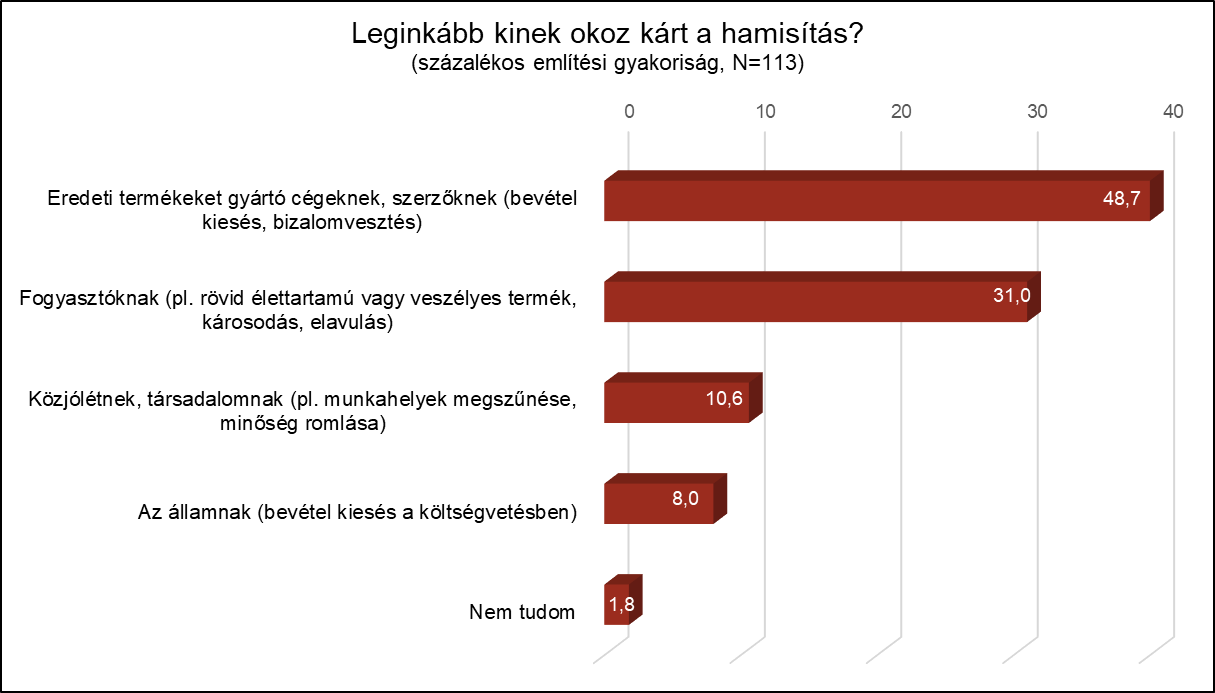 Leginkább kinek okoz kárt a hamisítás?
(százalékos említési gyakoriság, N=113)
0 10 20 30 40
Eredeti termékeket gyártó cégeknek, szerzőknek (bevétel
kiesés, bizalomvesztés)
48,7
Fogyasztóknak (pl. rövid élettartamú vagy veszélyes termék,
károsodás, elavulás)
31,0
Közjólétnek, társadalomnak (pl. munkahelyek megszűnése,
minőség romlása)
10,6
Az államnak (bevétel kiesés a költségvetésben)
8,0
Nem tudom
1,8